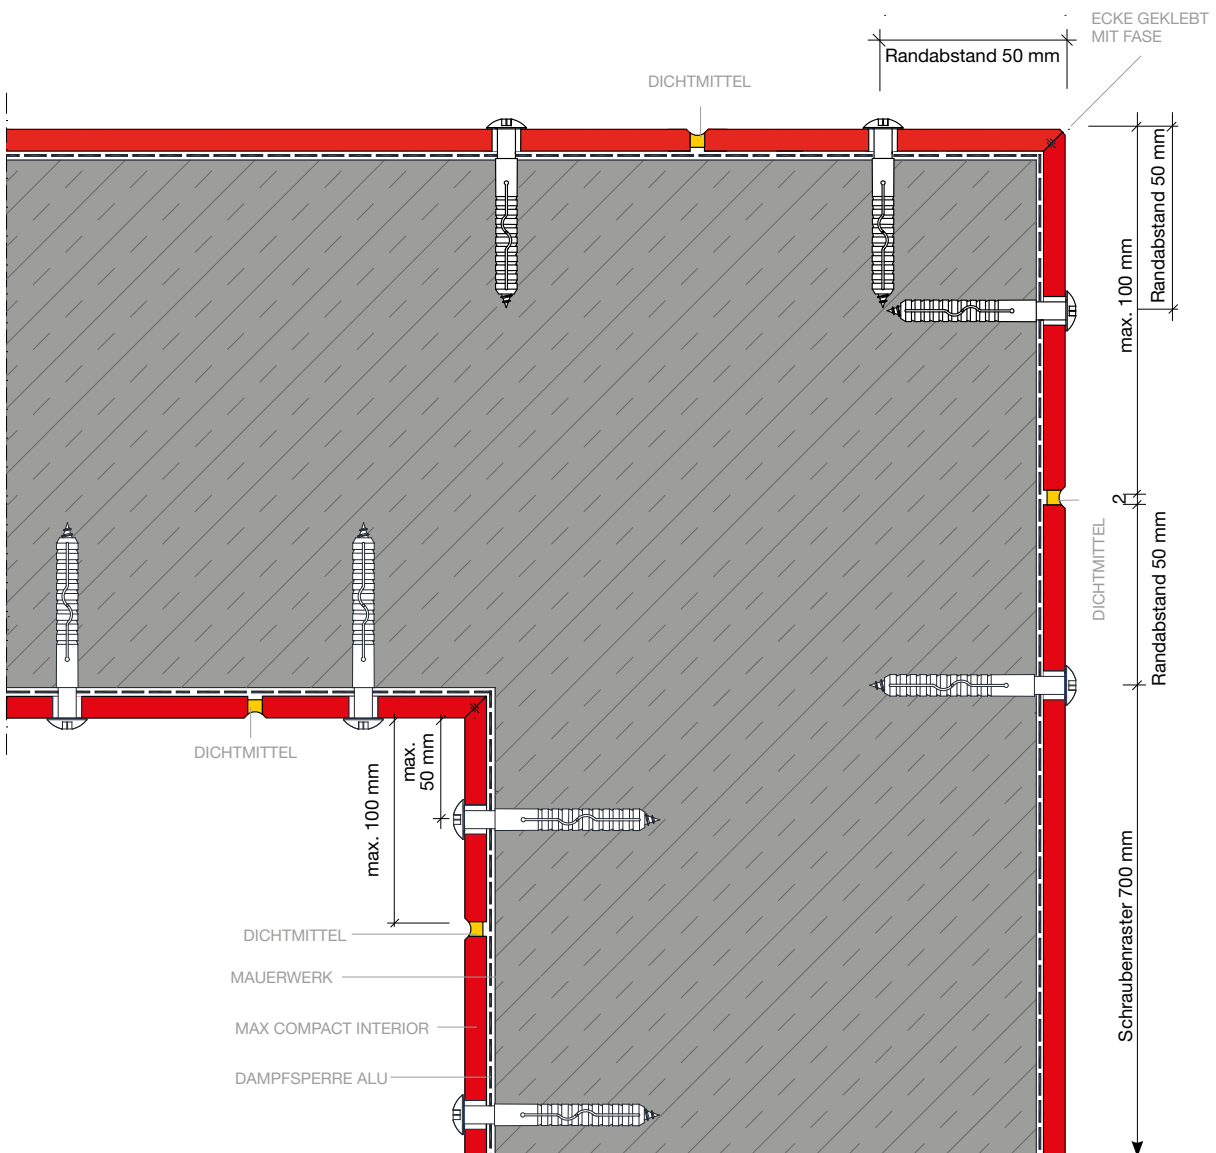 ECKE GEKLEBT
MIT FASE
Randabstand 50 mm
DICHTMITTEL
Randabstand 50 mm
max. 100 mm
2
DICHTMITTEL
Randabstand 50 mm
DICHTMITTEL
max.
50 mm
max. 100 mm
Schraubenraster 700 mm
DICHTMITTEL
MAUERWERK
MAX COMPACT INTERIOR
DAMPFSPERRE ALU